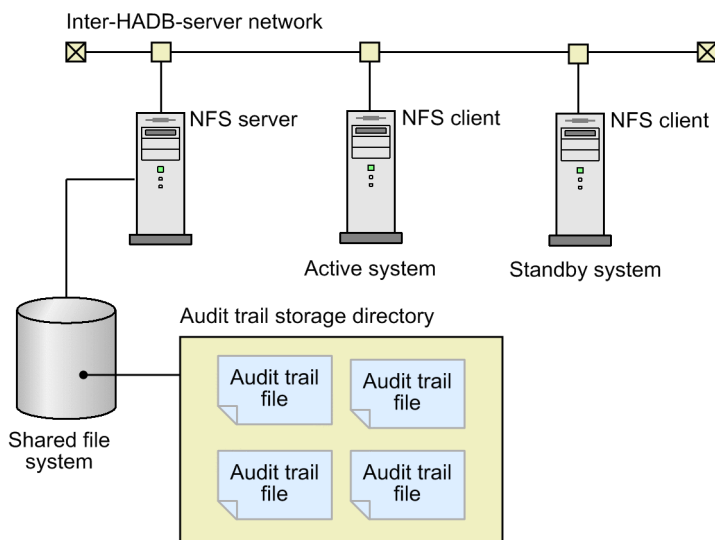 Inter-HADB-server network
NFS server
NFS client
NFS client
Active system
Standby system
Audit trail storage directory
Audit trail
file
Audit trail
file
Audit trail
file
Audit trail
file
Shared file
system